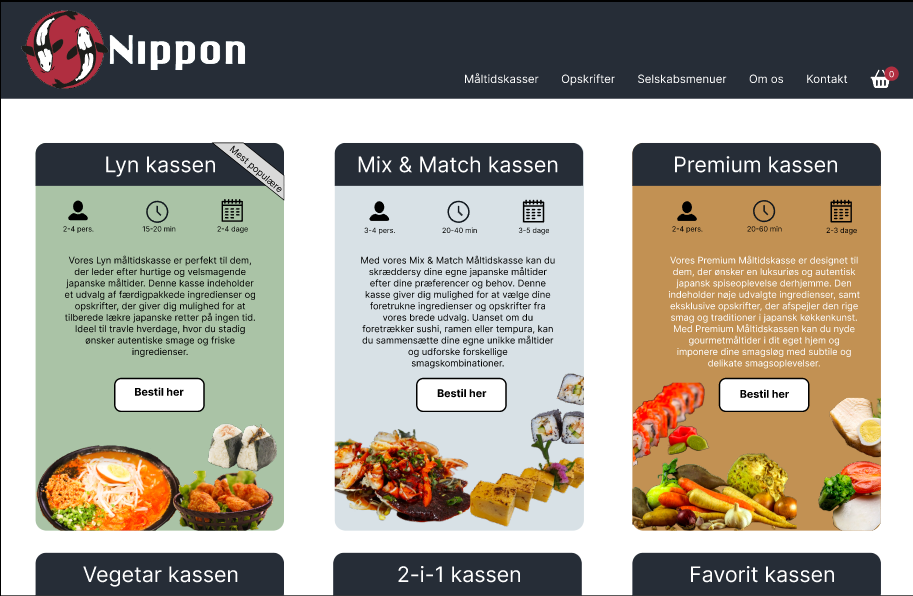 Nippon
Måltidskasser Opskrifter Selskabsmenuer Om os Kontakt 0
Lyn kassen
Mest populære
2-4 pers. 15-20 min 2-4 dage
Vores Lyn måltidskasse er perfekt til dem,
der leder efter hurtige og velsmagende
japanske måltider. Denne kasse indeholder
et udvalg af færdigpakkede ingredienser og
opskrifter, der giver dig mulighed for at
tilberede lækre japanske retter på ingen tid.
Ideel til travle hverdage, hvor du stadig
ønsker autentiske smage og friske
ingredienser.
Bestil her
Mix & Match kassen
3-4 pers. 20-40 min 3-5 dage
Med vores Mix & Match Måltidskasse kan du
skræddersy dine egne japanske måltider
efter dine præferencer og behov. Denne
kasse giver dig mulighed for at vælge dine
foretrukne ingredienser og opskrifter fra
vores brede udvalg. Uanset om du
foretrækker sushi, ramen eller tempura, kan
du sammensætte dine egne unikke måltider
og udforske forskellige
smagskombinationer.
Bestil her
Premium kassen
2-4 pers. 20-60 min 2-3 dage
Vores Premium Måltidskasse er designet til
dem, der ønsker en luksuriøs og autentisk
japansk spiseoplevelse derhjemme. Den
indeholder nøje udvalgte ingredienser, samt
eksklusive opskrifter, der afspejler den rige
smag og traditioner i japansk køkkenkunst.
Med Premium Måltidskassen kan du nyde
gourmetmåltider i dit eget hjem og
imponere dine smagsløg med subtile og
delikate smagsoplevelser.
Bestil her
Vegetar kassen
2-i-1 kassen
Favorit kassen